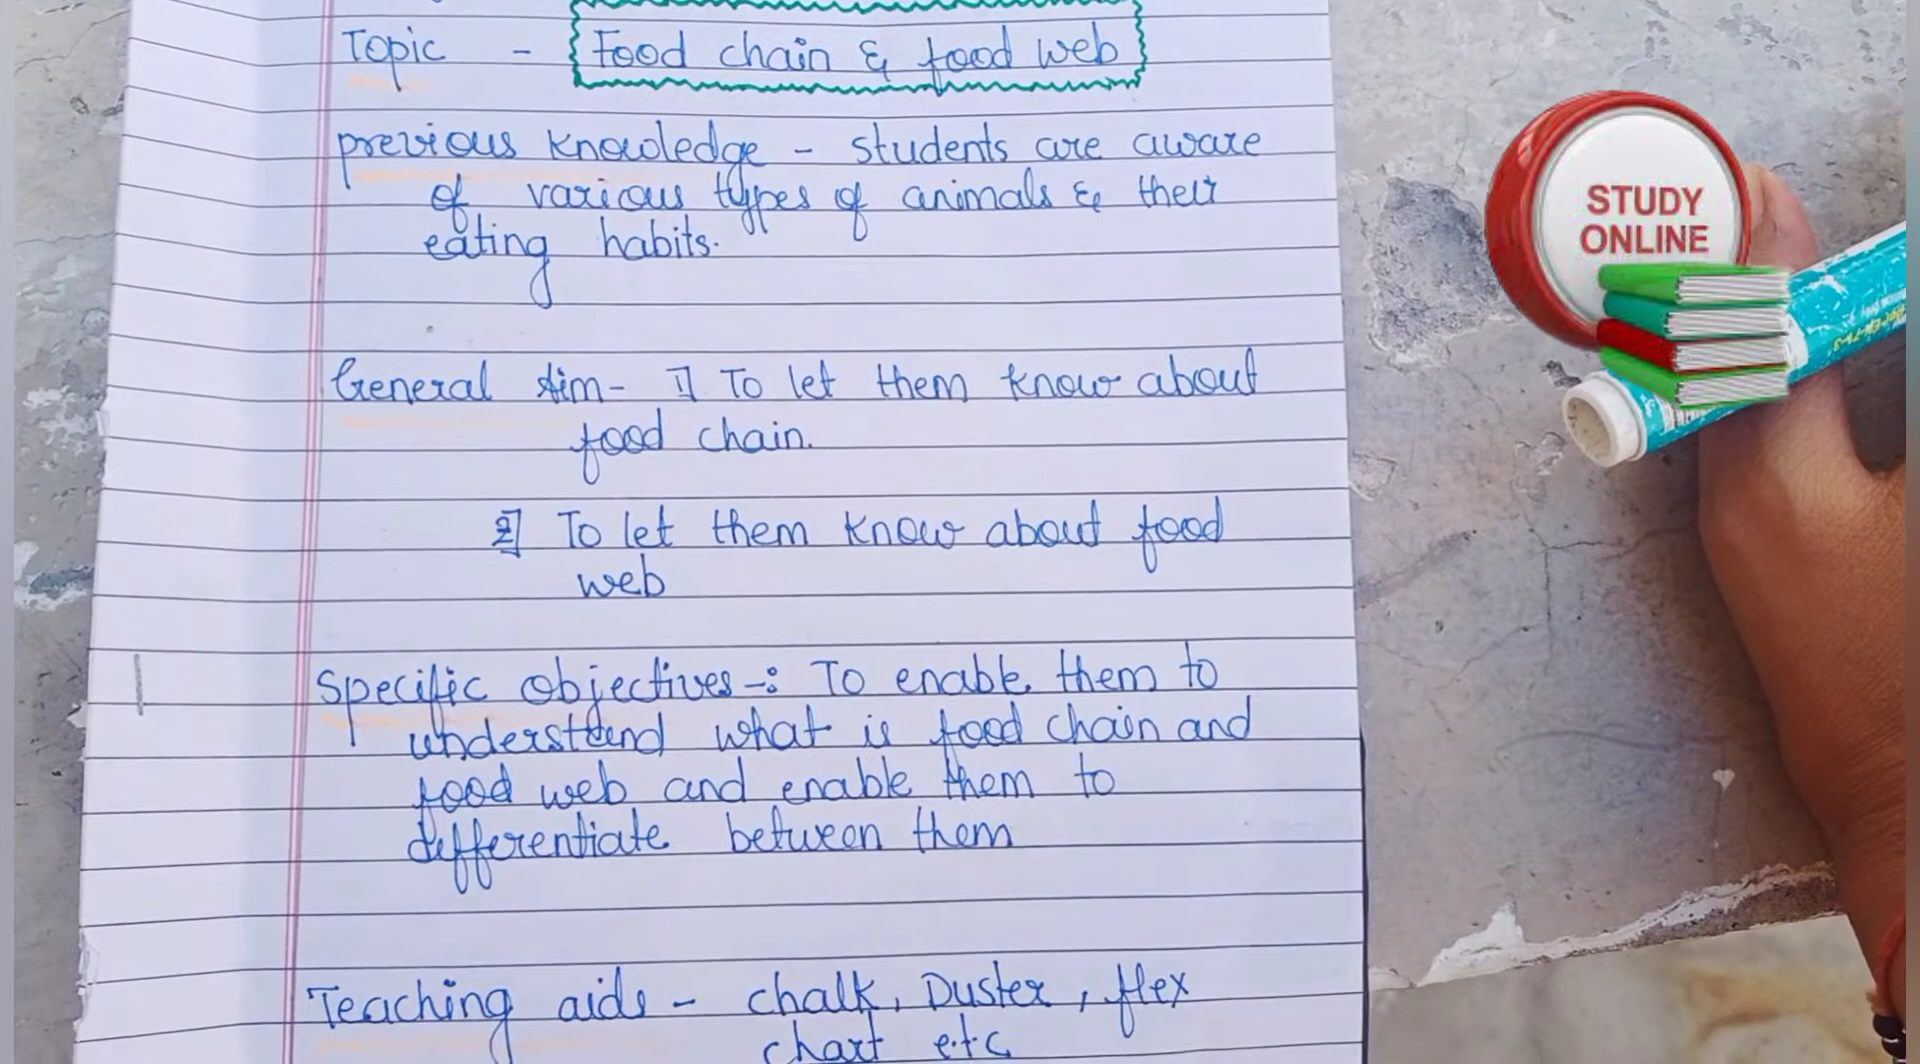 Topic - Food chain & food web
previous knowledge - students are aware
of various types of animals & their
eating habits.
General Aim- 1] To let them know about
food chain.
2] To let them know about food
web
Specific objectives-: To enable them to
understand what is food chain and
food web and enable them to
differentiate between them
Teaching aids - chalk, Duster, flex
chart etc
STUDY
ONLINE